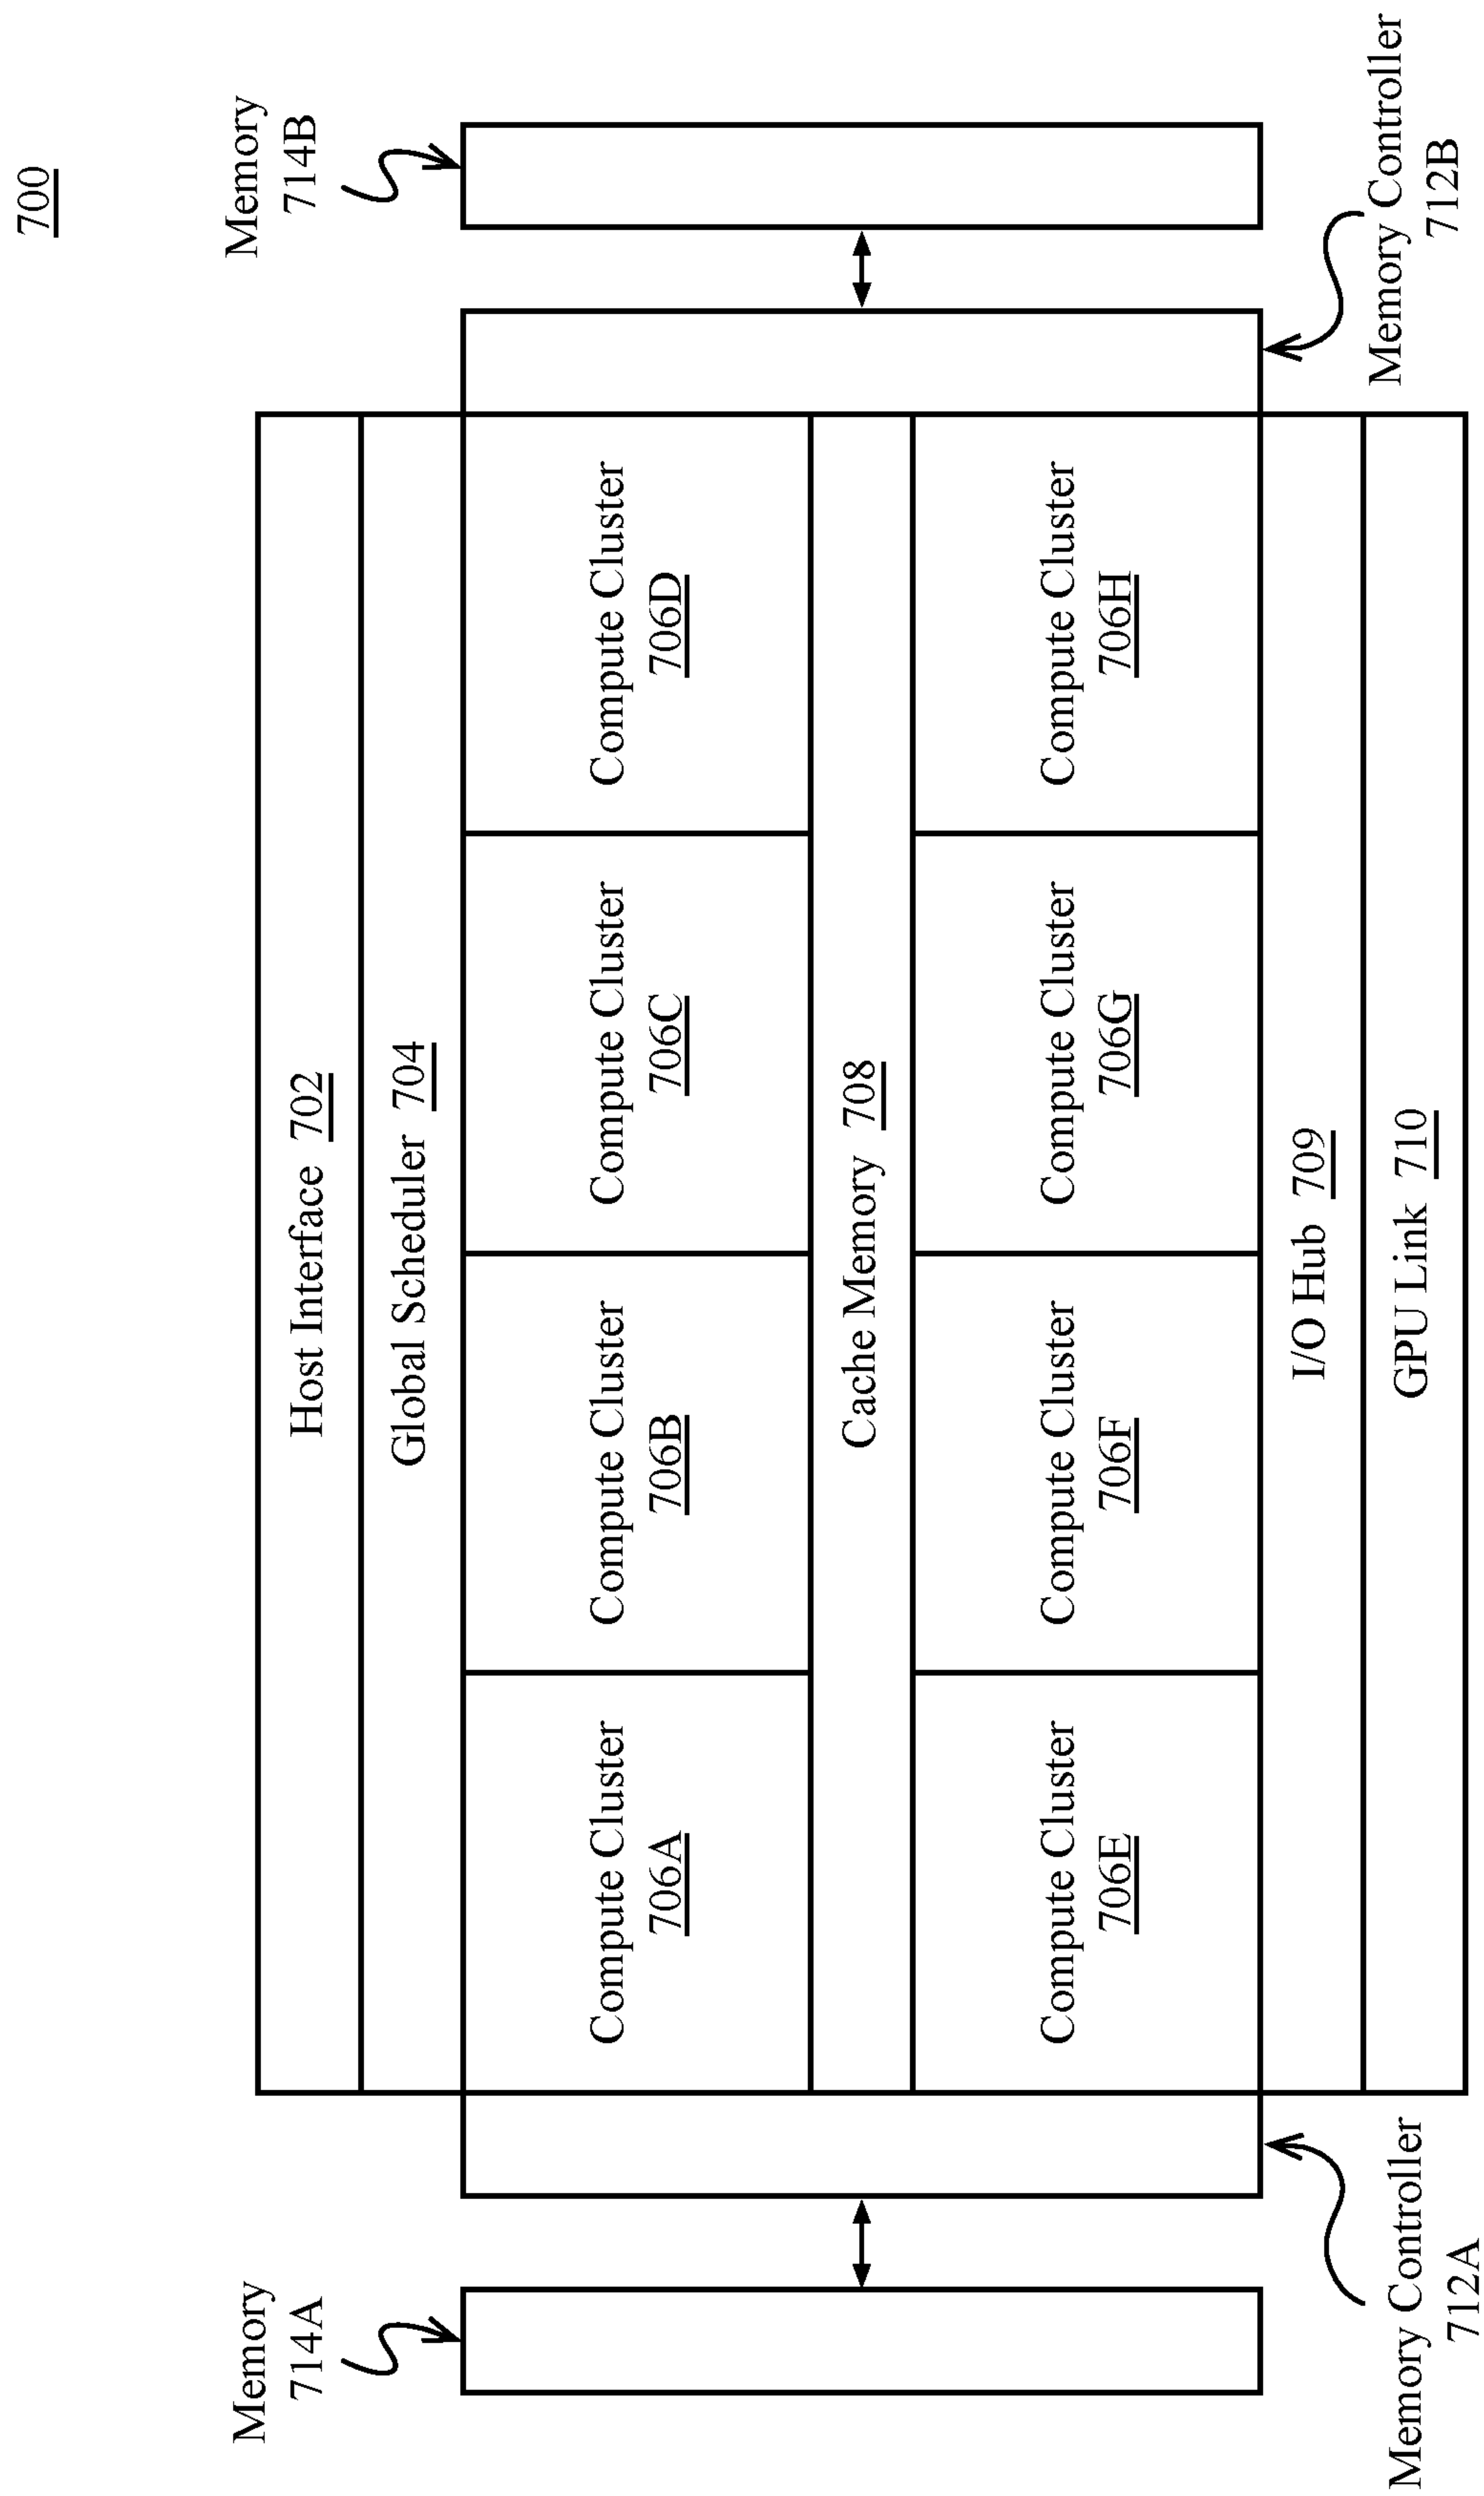 700
Memory
714A
Memory
714B
Host Interface 702
Global Scheduler 704
Compute Cluster
706A
Compute Cluster
706B
Compute Cluster
706C
Compute Cluster
706D
Cache Memory 708
Compute Cluster
706E
Compute Cluster
706F
Compute Cluster
706G
Compute Cluster
706H
I/O Hub 709
GPU Link 710
Memory Controller
712A
Memory Controller
712B